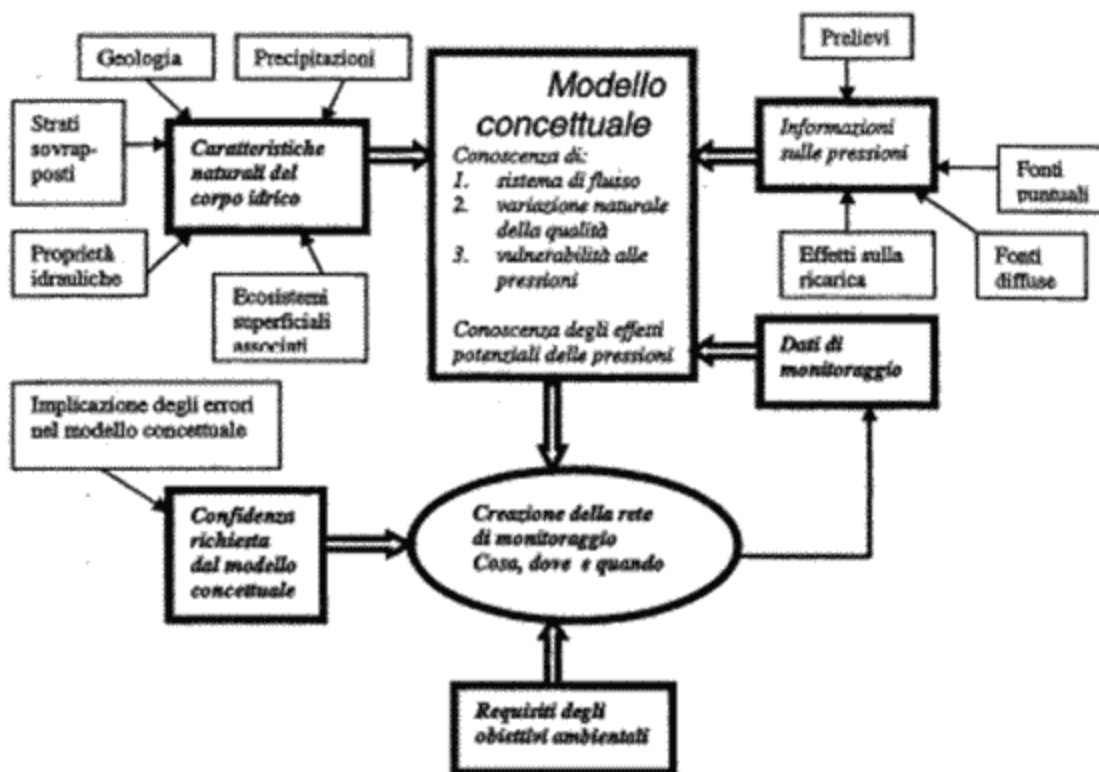 Geologia
Precipitazioni
Strati
sovrap-
posti
Caratteristiche
naturali del
corpo idrico
Proprietà
idrauliche
Ecosistemi
superficiali
associati
Modello
concettuale
Conoscenza di:
1. sistema di flusso
2. variazione naturale
della qualità
3. vulnerabilità alle
pressioni
Conoscenza degli effetti
potenziali delle pressioni
Prelievi
Informazioni
sulle pressioni
Fonti
puntuali
Effetti sulla
ricarica
Fonti
diffuse
Dati di
monitoraggio
Implicazione degli errori
nel modello concettuale
Confidenza
richiesta
dal modello
concettuale
Creazione della rete
di monitoraggio
Cosa, dove e quando
Requisiti degli
obiettivi ambientali